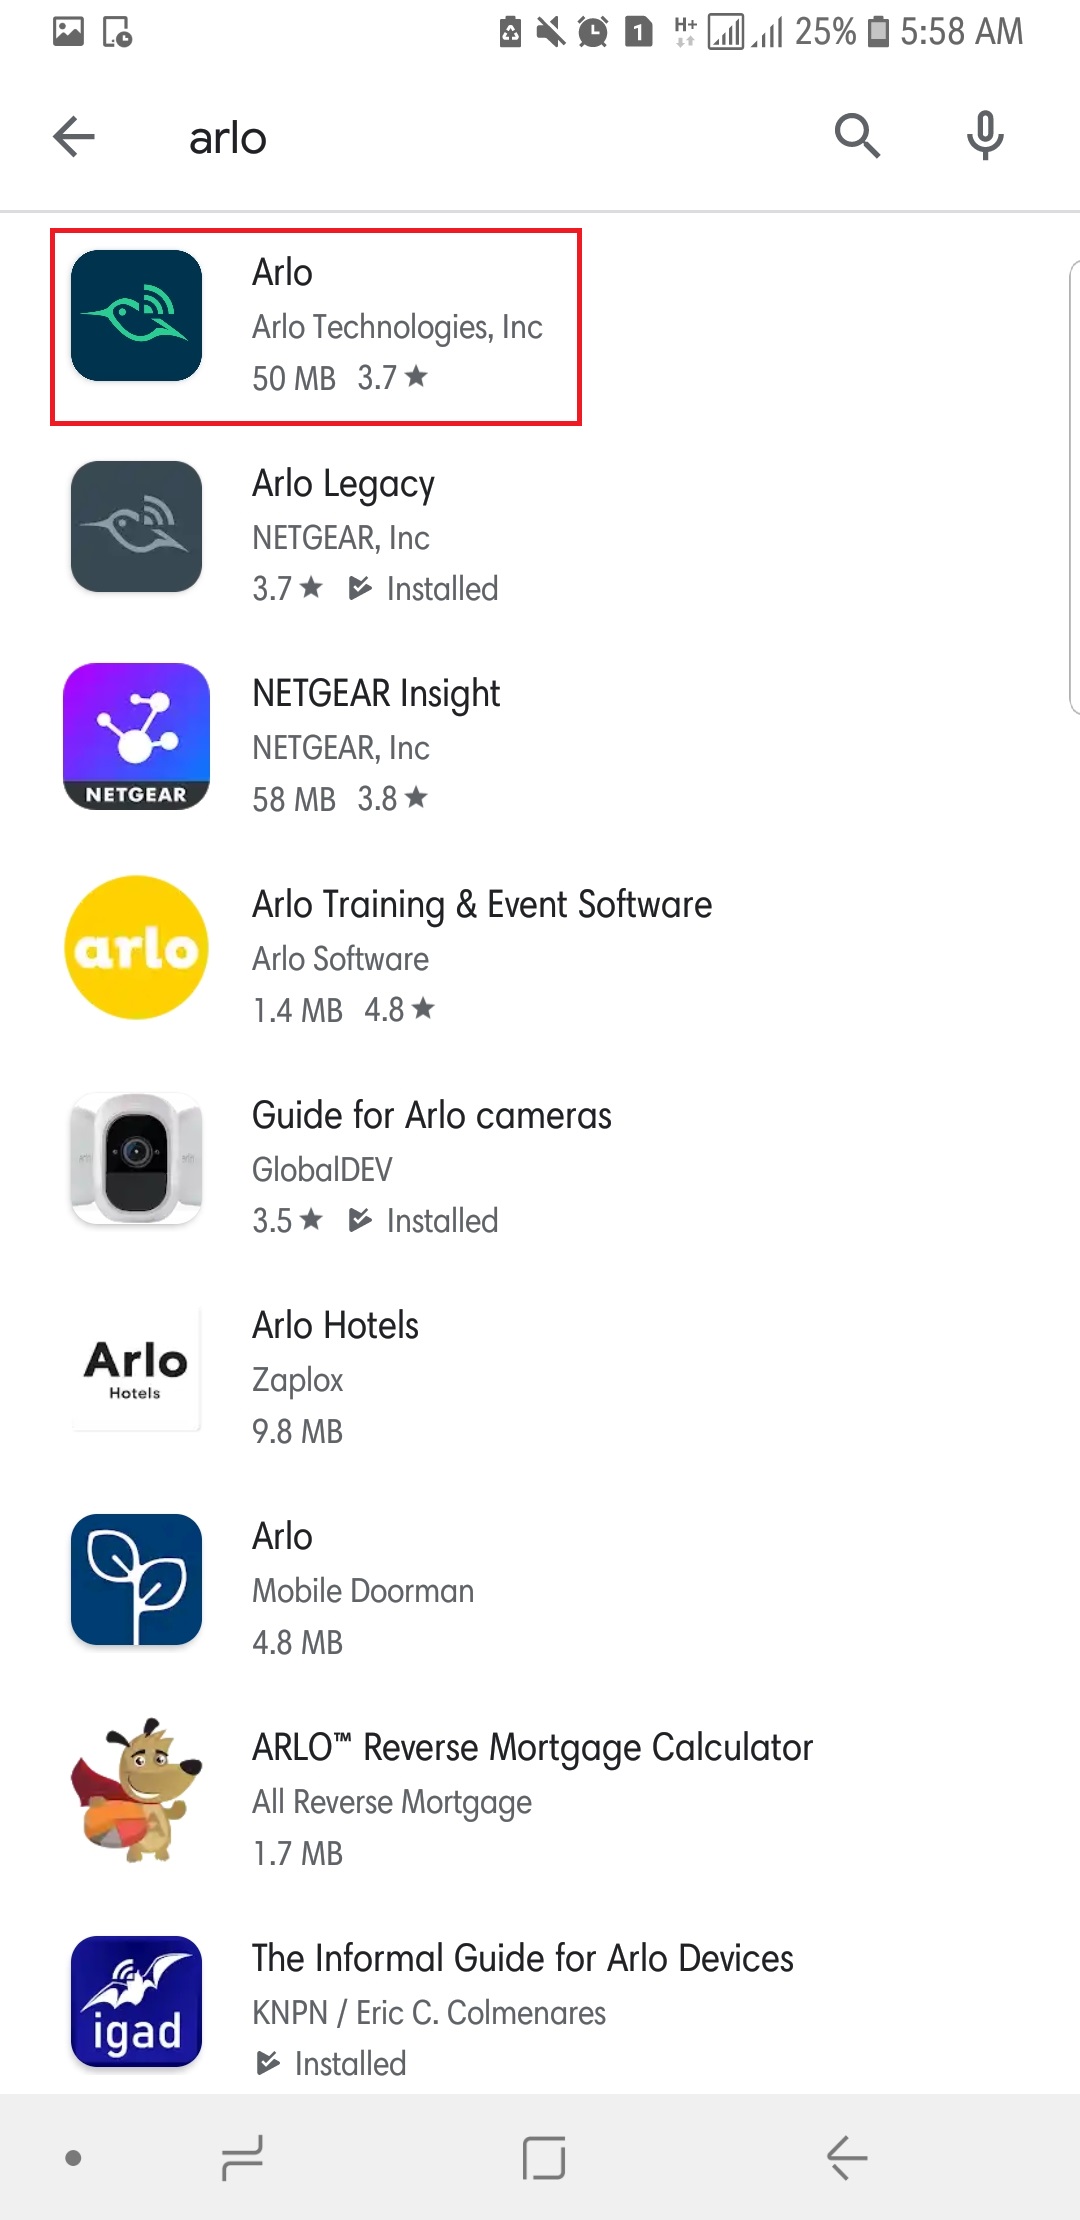 1 H+ 25% 5:58 AM
arlo
Arlo
Arlo Technologies, Inc
50 MB 3.7★
Arlo Legacy
NETGEAR, Inc
3.7★ Installed
NETGEAR
NETGEAR Insight
NETGEAR, Inc
58 MB 3.8★
arlo
Arlo Training & Event Software
Arlo Software
1.4 MB 4.8★
Guide for Arlo cameras
GlobalDEV
3.5★ Installed
Arlo
Hotels
Arlo Hotels
Zaplox
9.8 MB
Arlo
Mobile Doorman
4.8 MB
ARLO™ Reverse Mortgage Calculator
All Reverse Mortgage
1.7 MB
igad
The Informal Guide for Arlo Devices
KNPN / Eric C. Colmenares
Installed